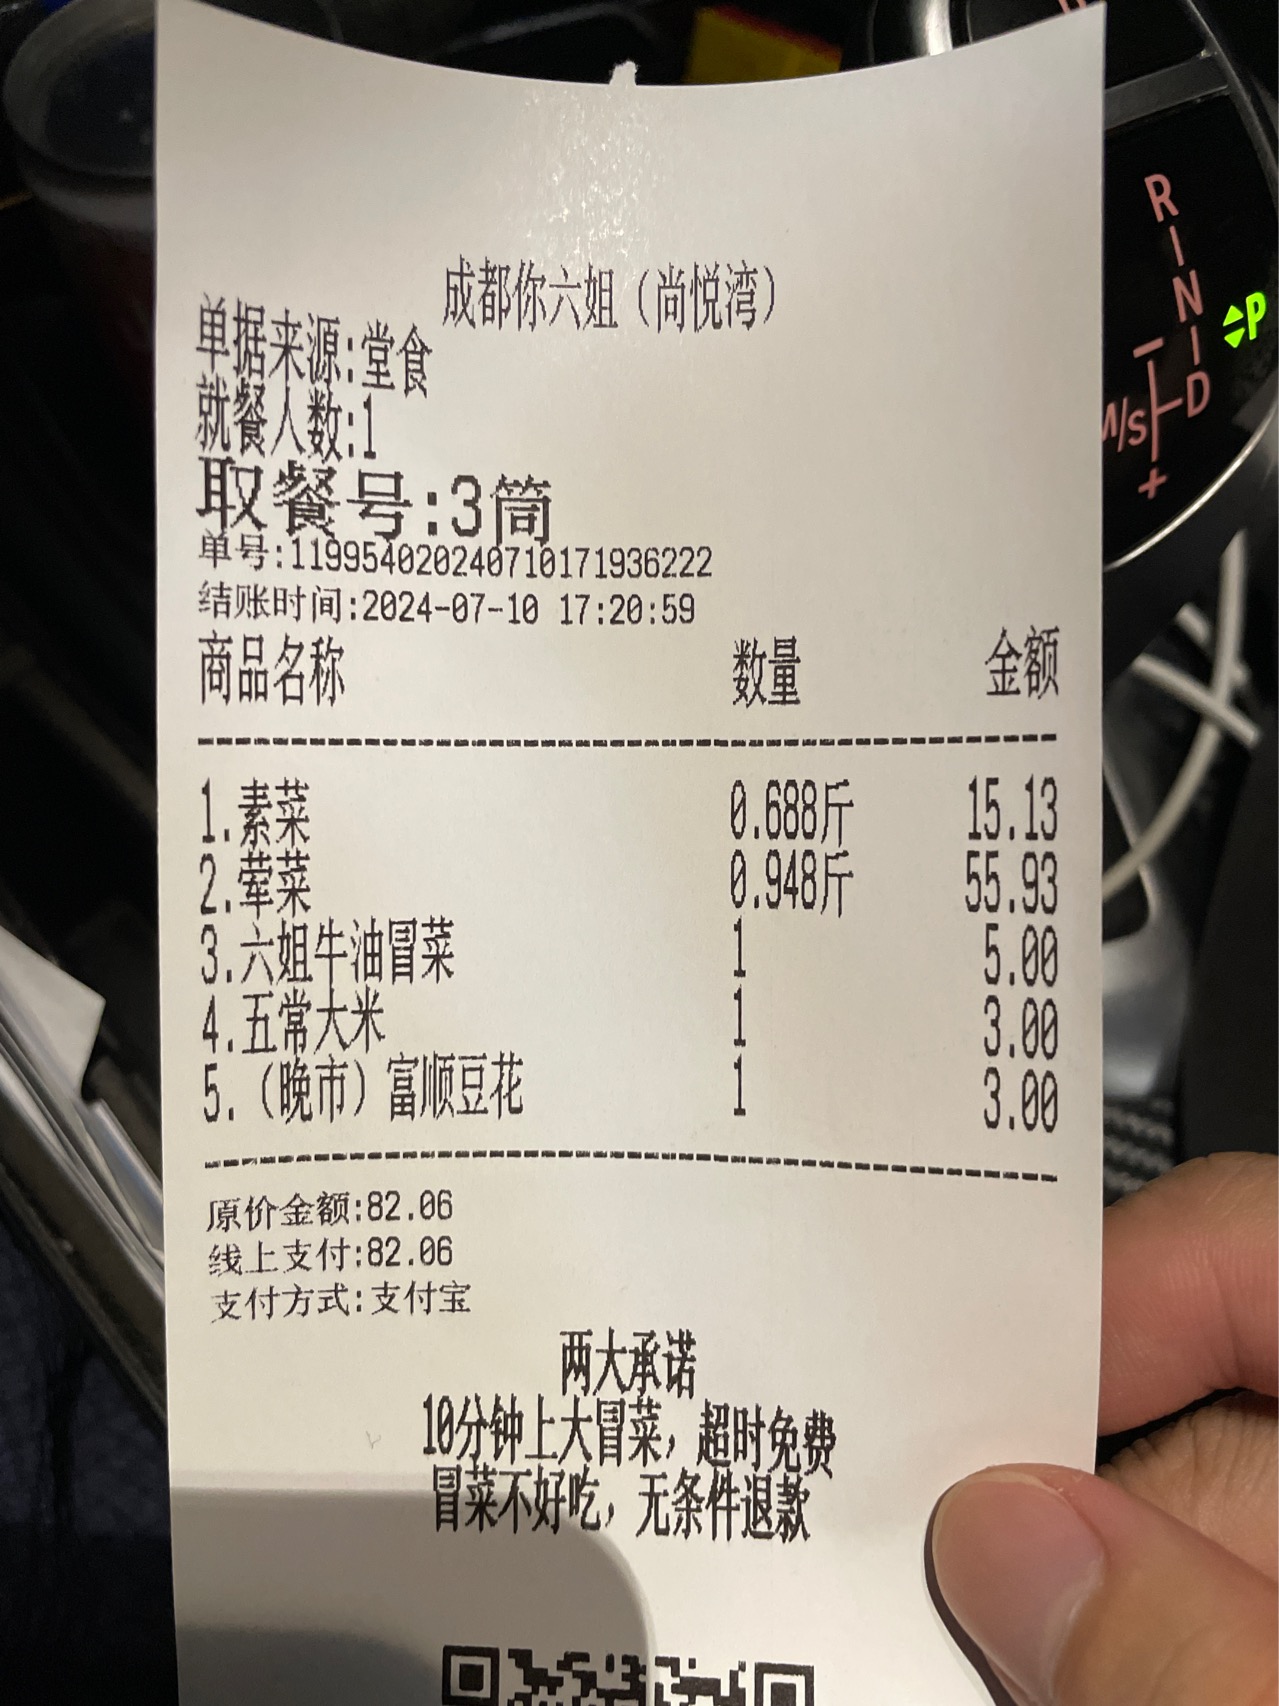 成都你六姐（尚悦湾）
单据来源:堂食
就餐人数:1
取餐号:3筒
单号:119954020240710171936222
结账时间:2024-07-10 17:20:59
商品名称 数量 金额
1.素菜 0.688斤 15.13
2.荤菜 0.948斤 55.93
3.六姐牛油冒菜 1 5.00
4.五常大米 1 3.00
5.（晚市）富顺豆花 1 3.00
原价金额:82.06
线上支付:82.06
支付方式:支付宝
两大承诺
10分钟上大冒菜，超时免费
冒菜不好吃，无条件退款
R
N
P
D
M/S
+